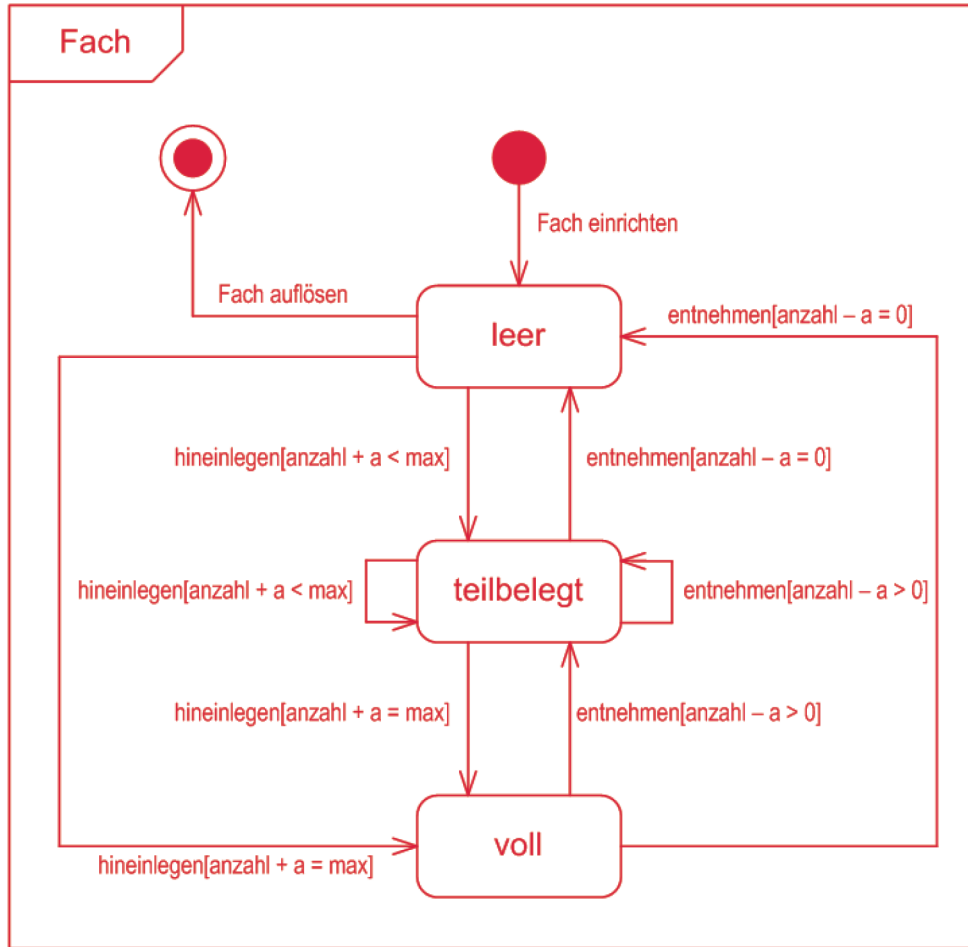 Fach
Fach einrichten
Fach auflösen
entnehmen[anzahl – a = 0]
leer
hineinlegen[anzahl + a < max]
entnehmen[anzahl – a = 0]
hineinlegen[anzahl + a < max]
teilbelegt
entnehmen[anzahl – a > 0]
hineinlegen[anzahl + a = max]
entnehmen[anzahl – a > 0]
voll
hineinlegen[anzahl + a = max]